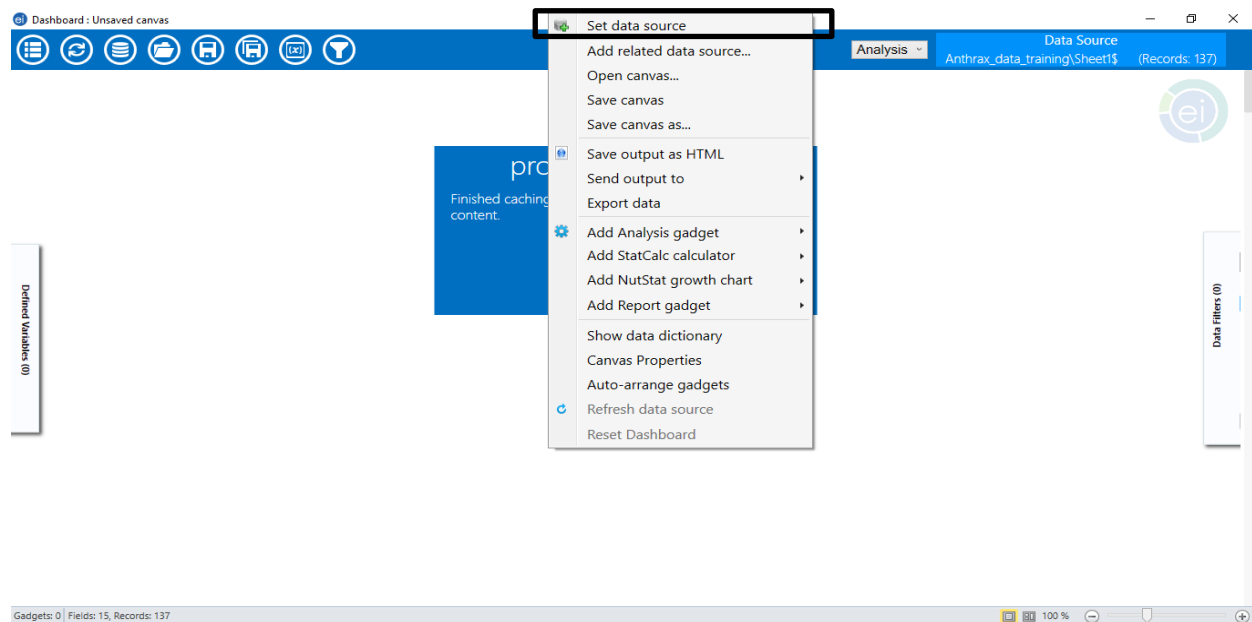 ei Dashboard : Unsaved canvas
[x]
Analysis
Data Source
Anthrax_data_training\Sheet1$ (Records: 137)
ei
Set data source
Add related data source...
Open canvas...
Save canvas
Save canvas as...
Save output as HTML
Send output to
Export data
Add Analysis gadget
Add StatCalc calculator
Add NutStat growth chart
Add Report gadget
Show data dictionary
Canvas Properties
Auto-arrange gadgets
Refresh data source
Reset Dashboard
Finished caching
content.
Defined Variables (0)
Data Filters (0)
Gadgets: 0 Fields: 15, Records: 137
100 %